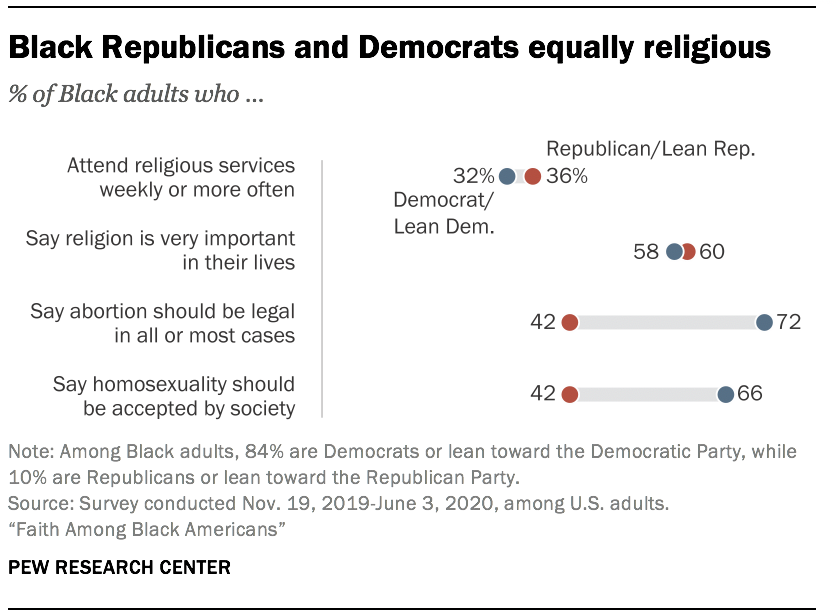 Black Republicans and Democrats equally religious
% of Black adults who ...
Republican/Lean Rep.
Attend religious services
weekly or more often
32% 36%
Democrat/
Lean Dem.
Say religion is very important
in their lives
58 60
Say abortion should be legal
in all or most cases
42 72
Say homosexuality should
be accepted by society
42 66
Note: Among Black adults, 84% are Democrats or lean toward the Democratic Party, while
10% are Republicans or lean toward the Republican Party.
Source: Survey conducted Nov. 19, 2019-June 3, 2020, among U.S. adults.
“Faith Among Black Americans”
PEW RESEARCH CENTER